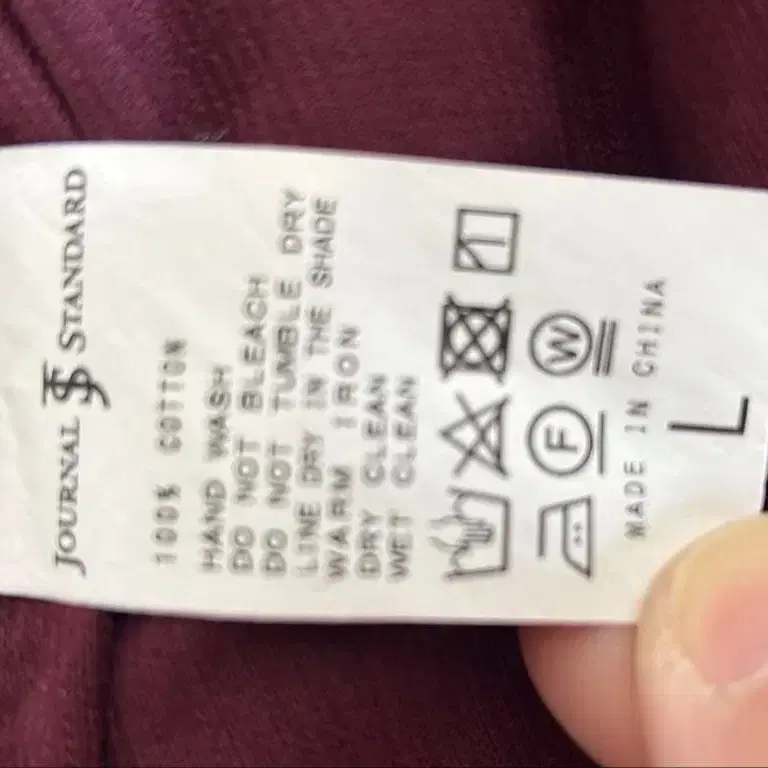 JOURNAL JS STANDARD
100% COTTON
HAND WASH
DO NOT BLEACH
DO NOT TUMBLE DRY
LINE DRY IN THE SHADE
WARM IRON
DRY CLEAN
WET CLEAN
F W
MADE IN CHINA
L